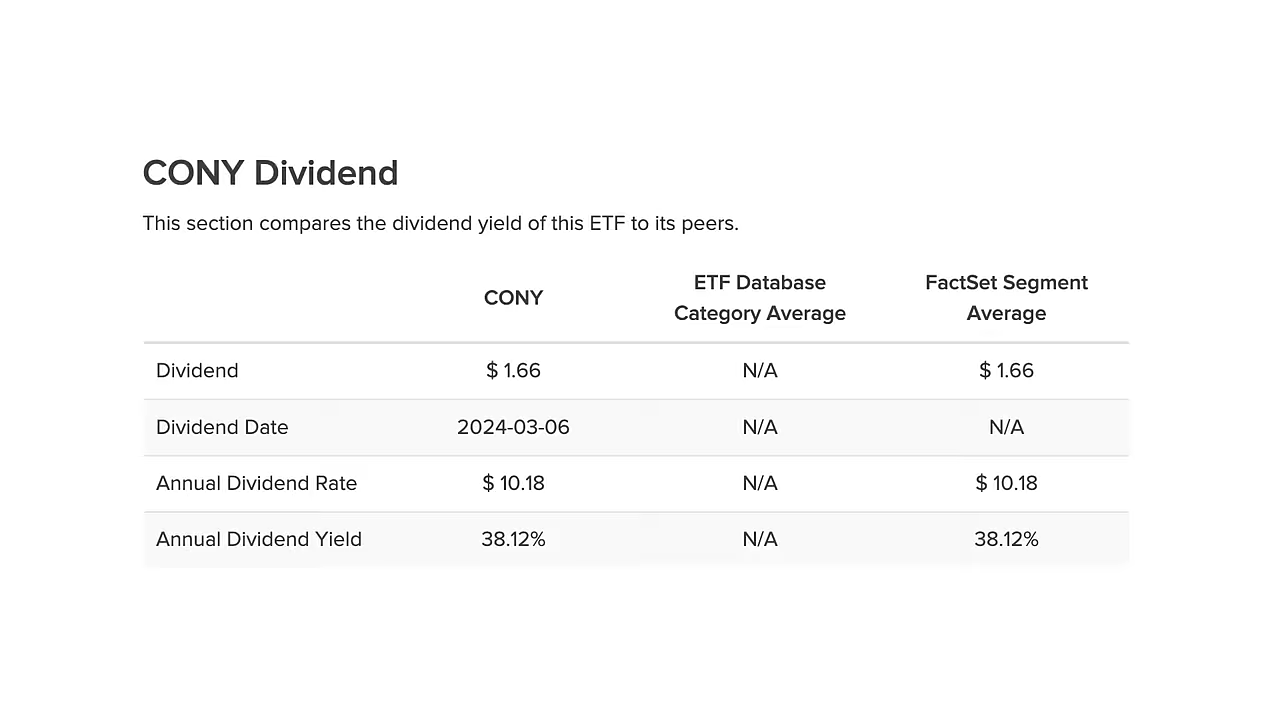 CONY Dividend
This section compares the dividend yield of this ETF to its peers.
CONY ETF Database Category Average FactSet Segment Average
Dividend $ 1.66 N/A $ 1.66
Dividend Date 2024-03-06 N/A N/A
Annual Dividend Rate $ 10.18 N/A $ 10.18
Annual Dividend Yield 38.12% N/A 38.12%